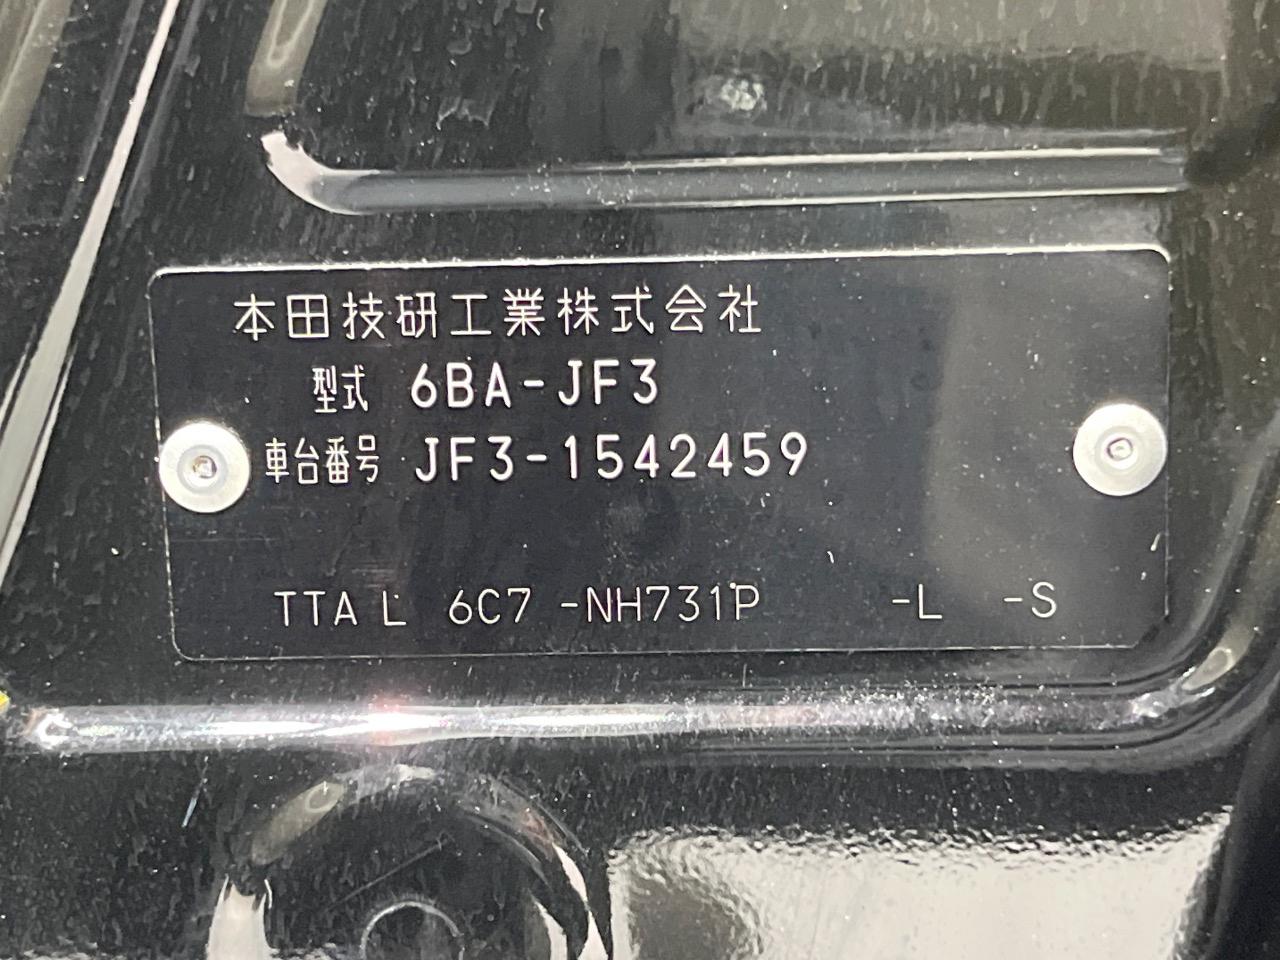 本田技研工業株式会社
型式 6BA-JF3
車台番号 JF3-1542459
TTA L 6C7 -NH731P -L -S